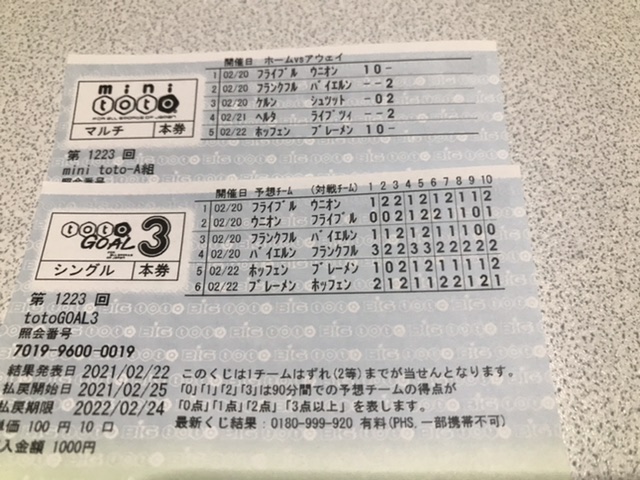 開催日 ホームvsアウェイ
mini
1 02/20 フライブル ウニオン 1 0 -
toto
2 02/20 フランクフル バイエルン - - 2
3 02/20 ケルン シュツット - 0 2
マルチ 本券
4 02/21 ヘルタ ライプツィ - - 2
5 02/22 ホッフェン ブレーメン 1 0 -
第 1223 回
mini toto-A組
照会番号
開催日 予想チーム (対戦チーム) 1 2 3 4 5 6 7 8 9 10
toto
1 02/20 フライブル ウニオン 1 2 2 1 2 1 2 1 1 2
GOAL 3
2 02/20 ウニオン フライブル 0 0 2 1 2 1 1 0 1 2
3 02/20 フランクフル バイエルン 1 1 2 1 1 1 1 1 0 0
4 02/20 バイエルン フランクフル 3 2 2 3 3 2 2 2 2 2
シングル 本券
5 02/22 ホッフェン ブレーメン 1 0 2 1 2 1 1 1 1 2
6 02/22 ブレーメン ホッフェン 2 1 2 1 1 1 2 1 2 1
第 1223 回
totoGOAL3
照会番号
7019-9600-0019
結果発表日 2021/02/22 このくじは1チームはずれ(2等)までが当せんとなります。
払戻開始日 2021/02/25 「0」「1」「2」「3」は90分間での予想チームの得点が
払戻期限 2022/02/24 「0点」「1点」「2点」「3点以上」を表します。
単価 100 円 10 口 最新くじ結果:0180-999-920 有料(PHS,一部携帯不可)
入金額 1000円